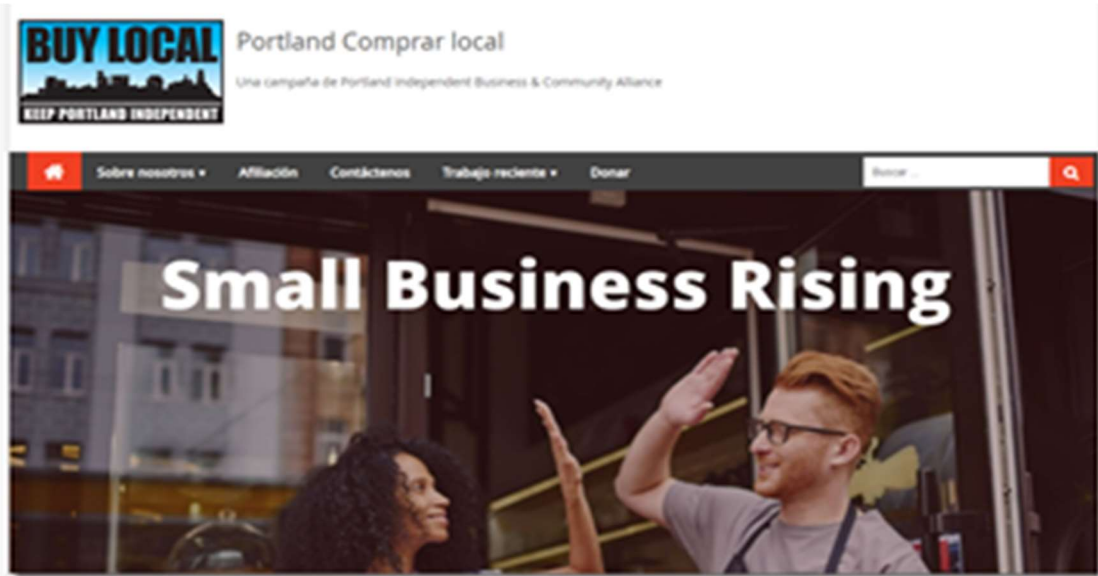 BUY LOCAL
KEEP PORTLAND INDEPENDENT
Portland Comprar local
Una campaña de Portland Independent Business & Community Alliance
Sobre nosotros ▾ Afiliación Contáctenos Trabajo reciente ▾ Donar Buscar ...
Small Business Rising